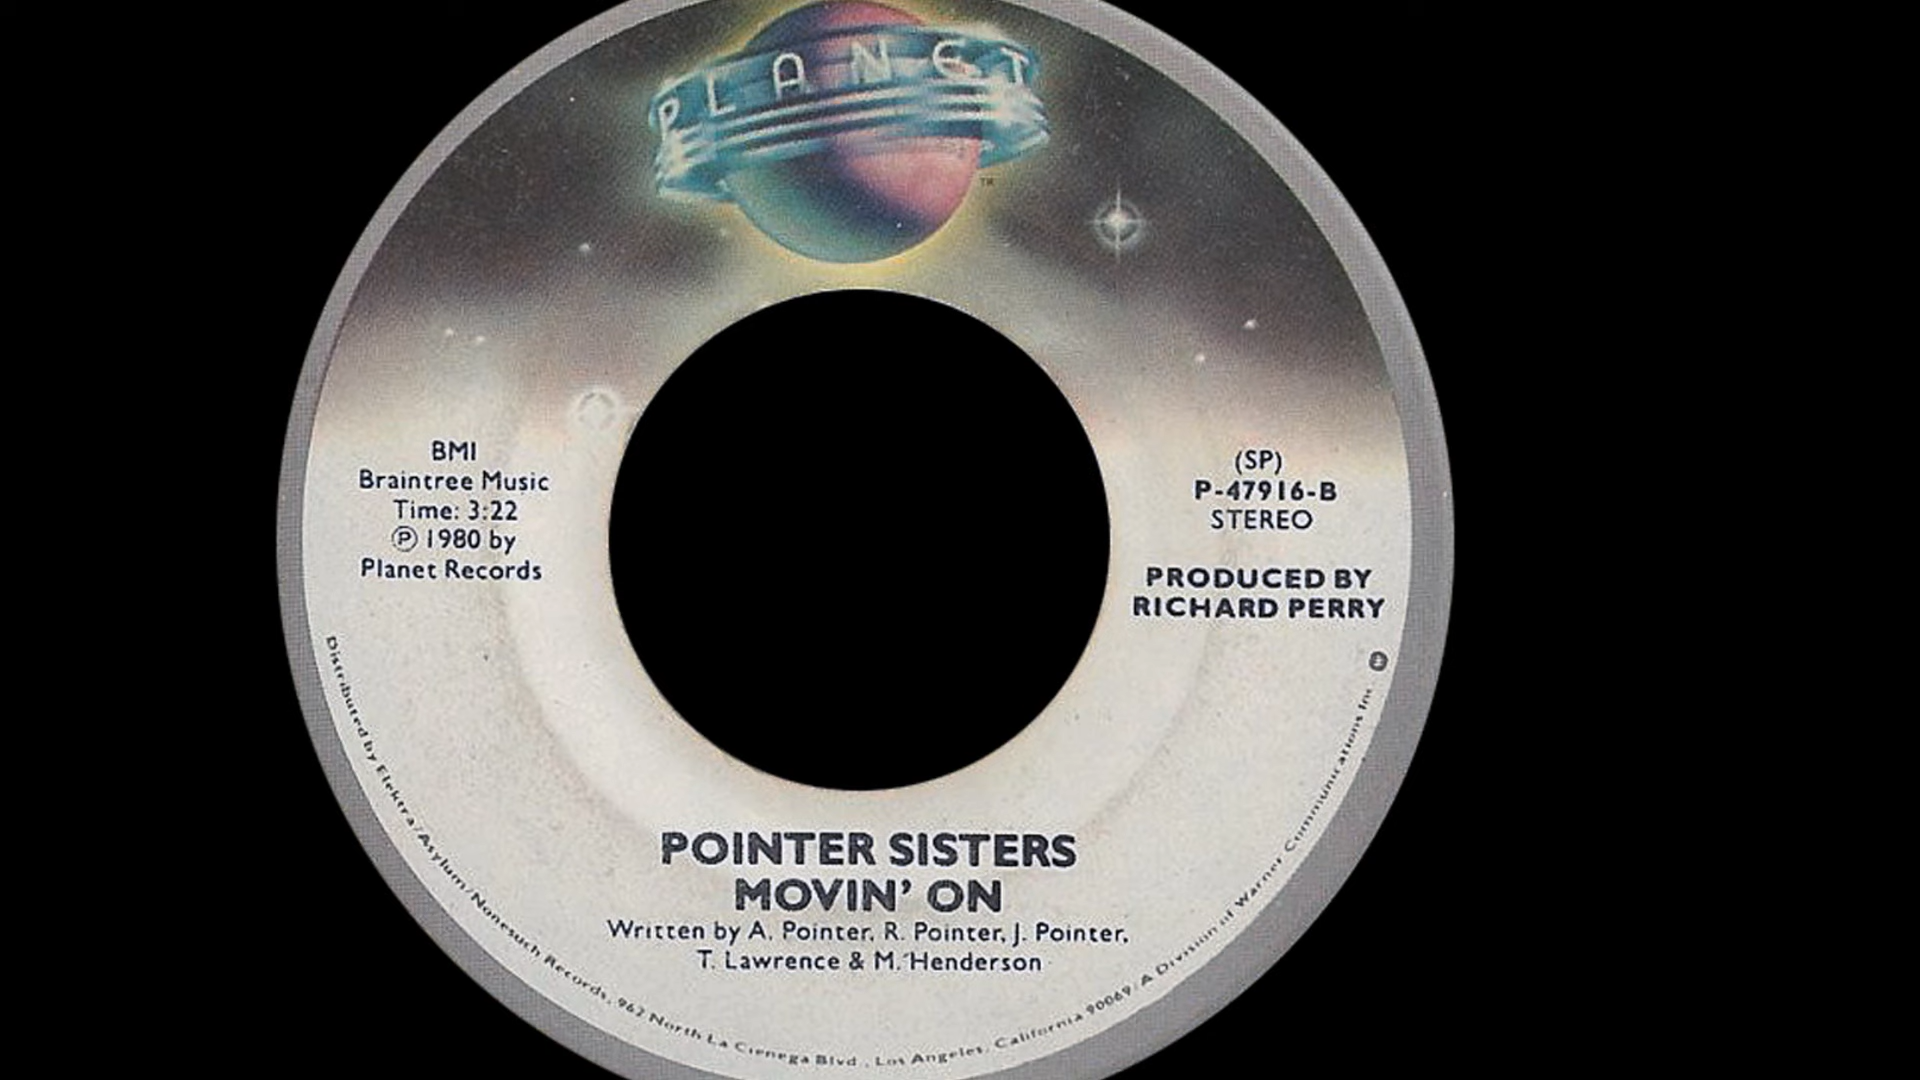 PLANET
TM
BMI
Braintree Music
Time: 3:22
Ⓟ 1980 by
Planet Records
(SP)
P-47916-B
STEREO
PRODUCED BY
RICHARD PERRY
POINTER SISTERS
MOVIN' ON
Written by A. Pointer, R. Pointer, J. Pointer,
T. Lawrence & M. Henderson
Distributed by Elektra/Asylum/Nonesuch Records, 962 North La Cienega Blvd., Los Angeles, California 90069/A Division of Warner Communications Inc.